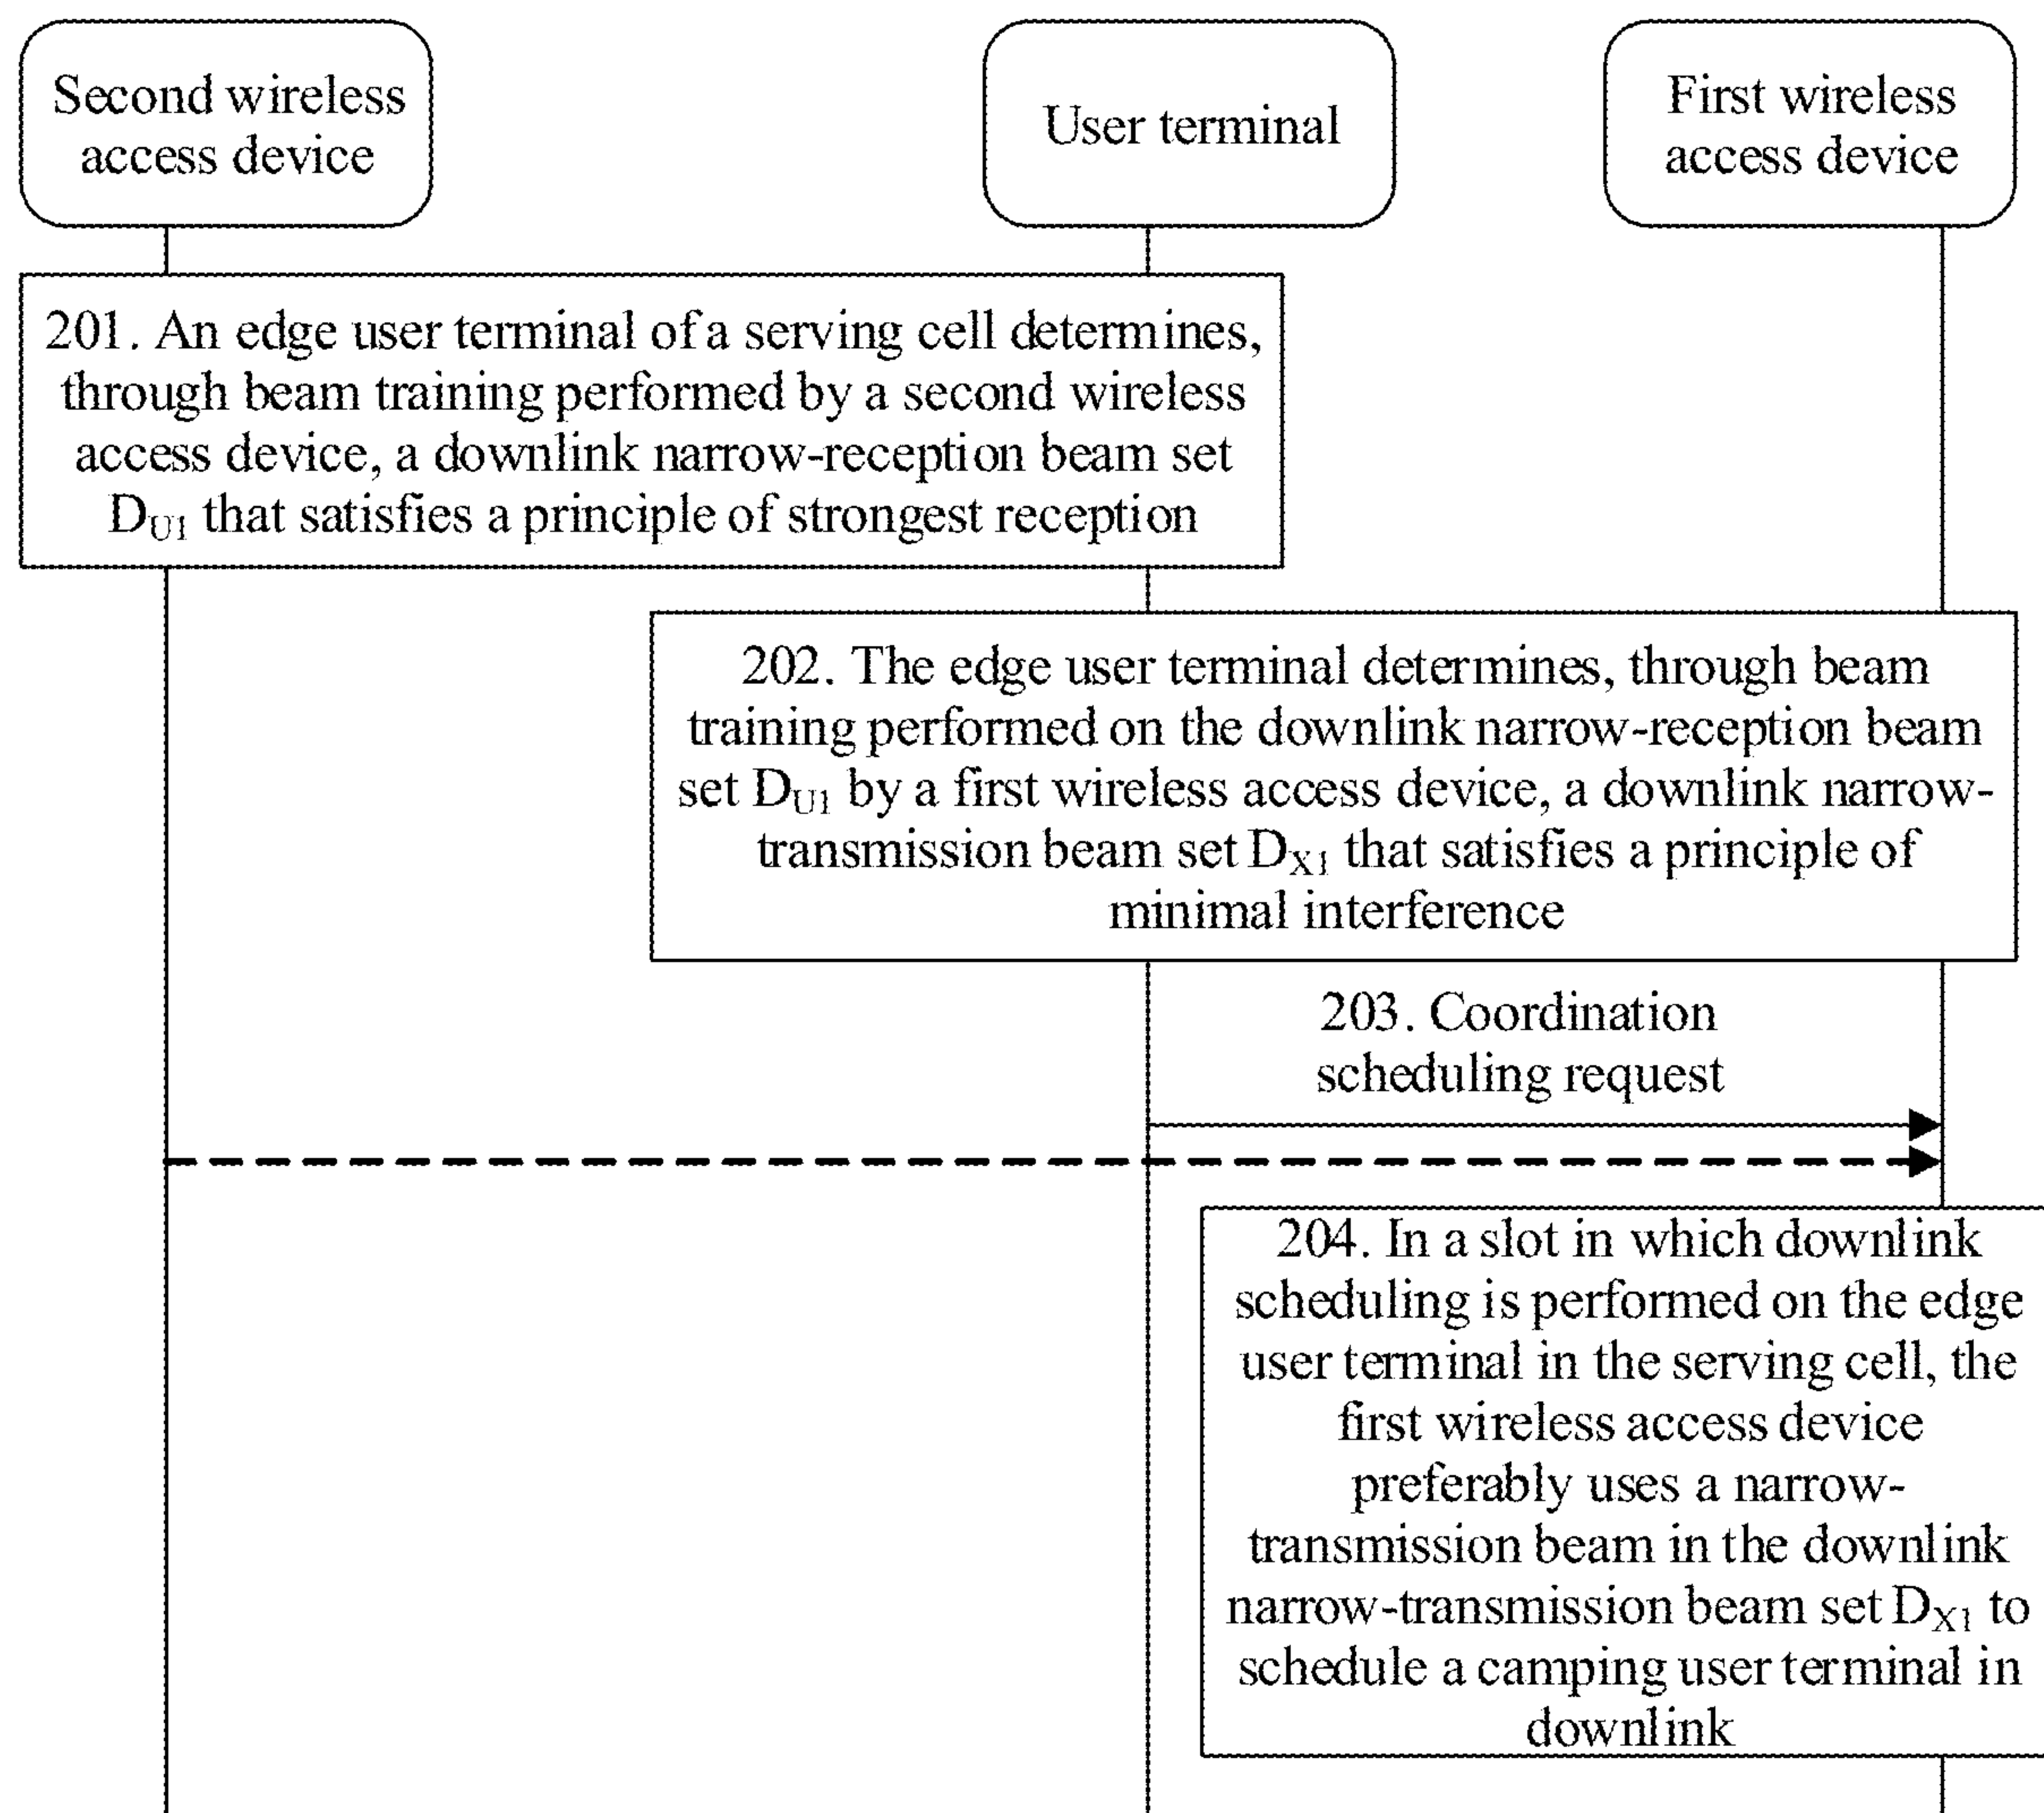 Second wireless
access device
User terminal
First wireless
access device
201. An edge user terminal of a serving cell determines,
through beam training performed by a second wireless
access device, a downlink narrow-reception beam set
D_U1 that satisfies a principle of strongest reception
202. The edge user terminal determines, through beam
training performed on the downlink narrow-reception beam
set D_U1 by a first wireless access device, a downlink narrow-
transmission beam set D_X1 that satisfies a principle of
minimal interference
203. Coordination
scheduling request
204. In a slot in which downlink
scheduling is performed on the edge
user terminal in the serving cell, the
first wireless access device
preferably uses a narrow-
transmission beam in the downlink
narrow-transmission beam set D_X1 to
schedule a camping user terminal in
downlink